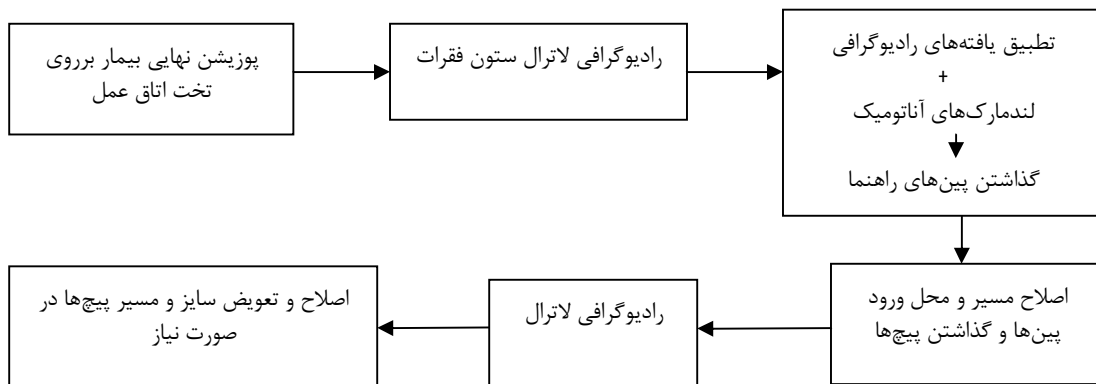 پوزیشن نهایی بیمار برروی
تخت اتاق عمل
رادیوگرافی لاترال ستون فقرات
تطبیق یافته‌های رادیوگرافی
+
لندمارک‌های آناتومیک
گذاشتن پین‌های راهنما
اصلاح مسیر و محل ورود
پین‌ها و گذاشتن پیچ‌ها
رادیوگرافی لاترال
اصلاح و تعویض سایز و مسیر پیچ‌ها در
صورت نیاز